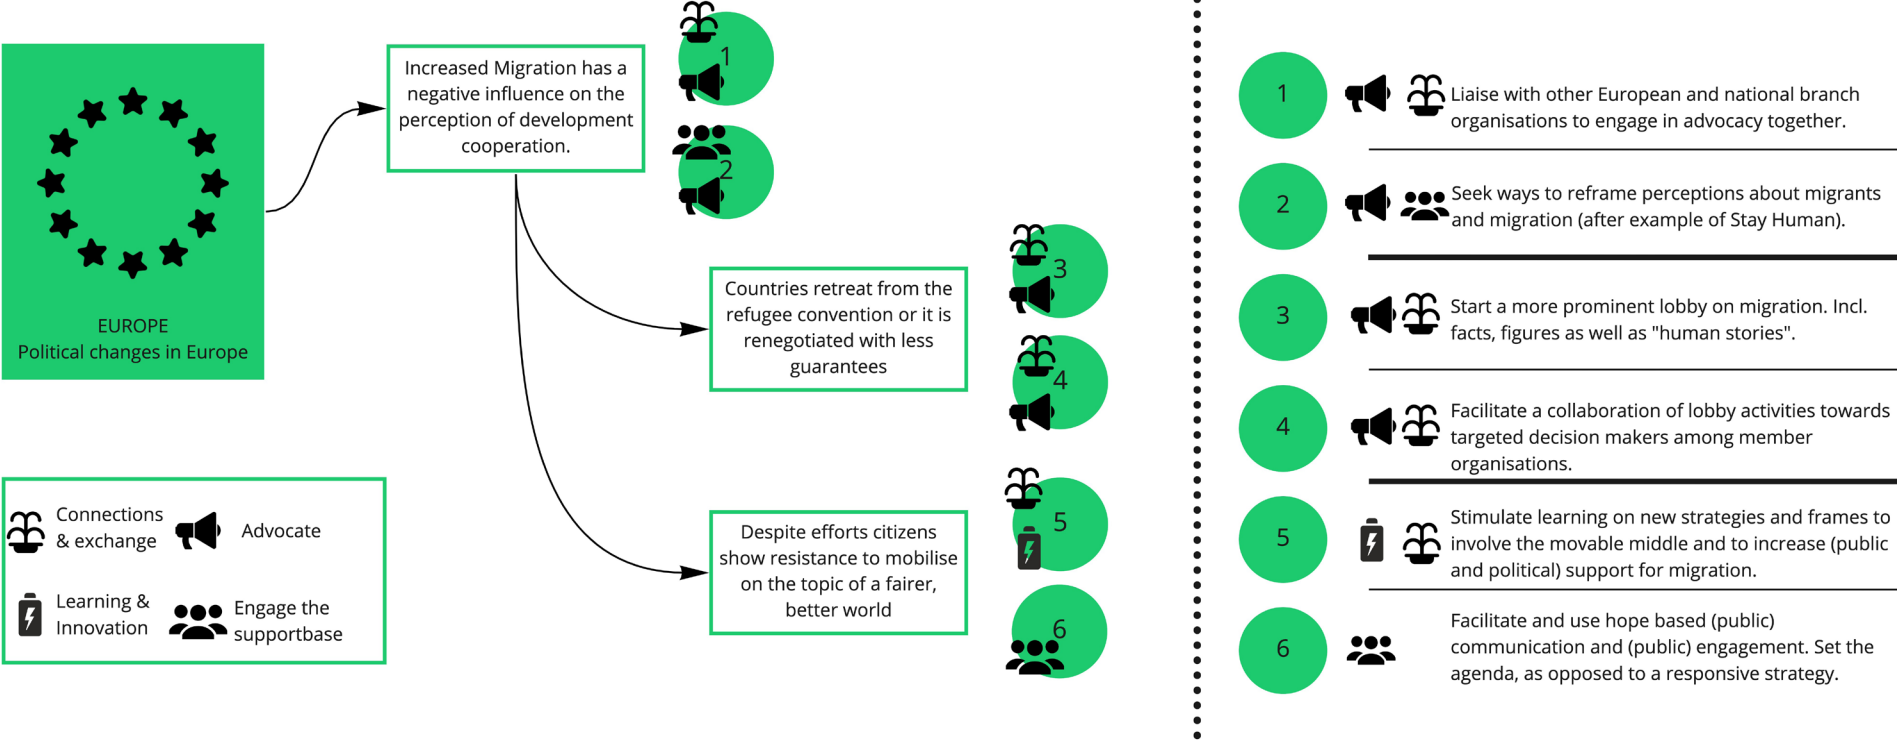 EUROPE
Political changes in Europe
Increased Migration has a
negative influence on the
perception of development
cooperation.
1
2
Countries retreat from the
refugee convention or it is
renegotiated with less
guarantees
3
4
Despite efforts citizens
show resistance to mobilise
on the topic of a fairer,
better world
5
6
Connections
& exchange
Advocate
Learning &
Innovation
Engage the
supportbase
1
Liaise with other European and national branch
organisations to engage in advocacy together.
2
Seek ways to reframe perceptions about migrants
and migration (after example of Stay Human).
3
Start a more prominent lobby on migration. Incl.
facts, figures as well as "human stories".
4
Facilitate a collaboration of lobby activities towards
targeted decision makers among member
organisations.
5
Stimulate learning on new strategies and frames to
involve the movable middle and to increase (public
and political) support for migration.
6
Facilitate and use hope based (public)
communication and (public) engagement. Set the
agenda, as opposed to a responsive strategy.